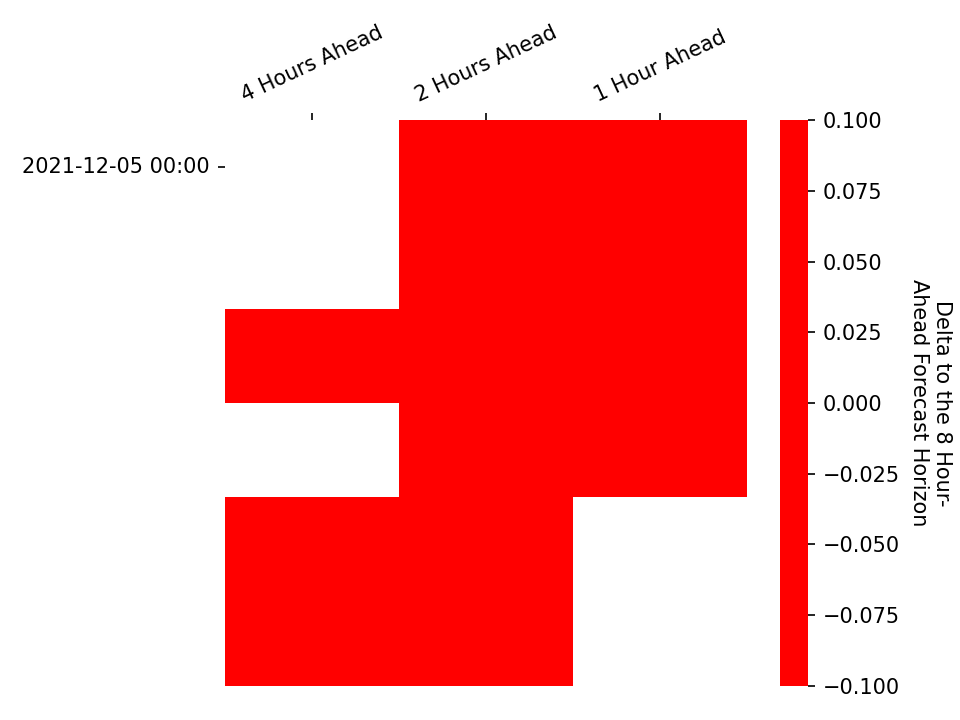 4 Hours Ahead
2 Hours Ahead
1 Hour Ahead
2021-12-05 00:00
0.100
0.075
0.050
0.025
0.000
−0.025
−0.050
−0.075
−0.100
Delta to the 8 Hour-
Ahead Forecast Horizon